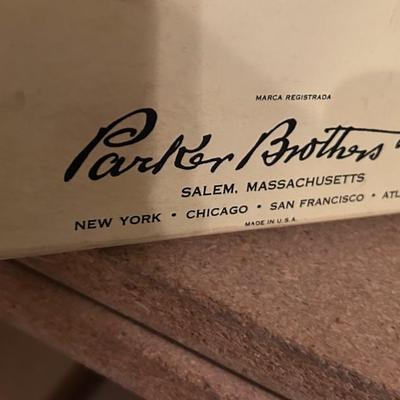 MARCA REGISTRADA
Parker Brothers
SALEM, MASSACHUSETTS
NEW YORK • CHICAGO • SAN FRANCISCO • ATL
MADE IN U.S.A.